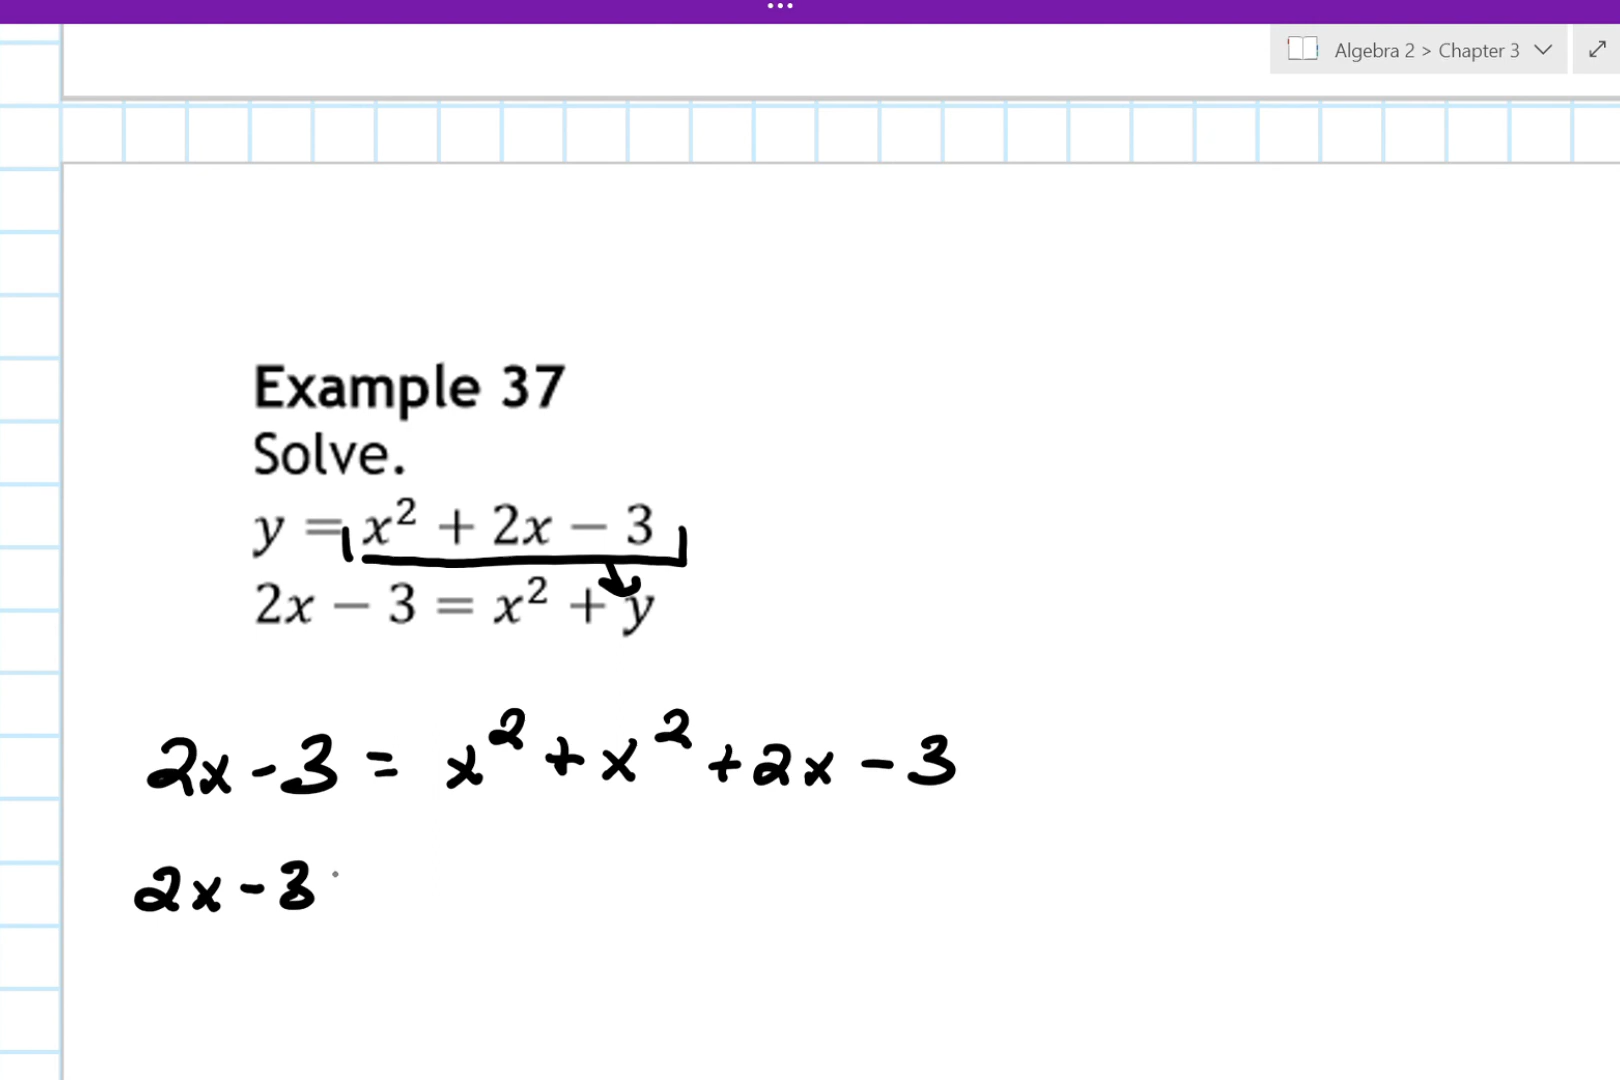 ...
Algebra 2 > Chapter 3
Example 37
Solve.
y = x² + 2x − 3
2x − 3 = x² + y
2x - 3 = x² + x² + 2x - 3
2x - 3